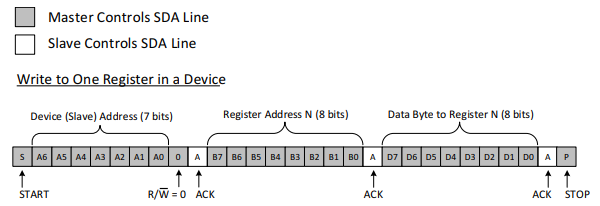 Master Controls SDA Line
Slave Controls SDA Line
Write to One Register in a Device
Device (Slave) Address (7 bits) Register Address N (8 bits) Data Byte to Register N (8 bits)
S A6 A5 A4 A3 A2 A1 A0 0 A B7 B6 B5 B4 B3 B2 B1 B0 A D7 D6 D5 D4 D3 D2 D1 D0 A P
START R/W̅ = 0 ACK ACK ACK STOP